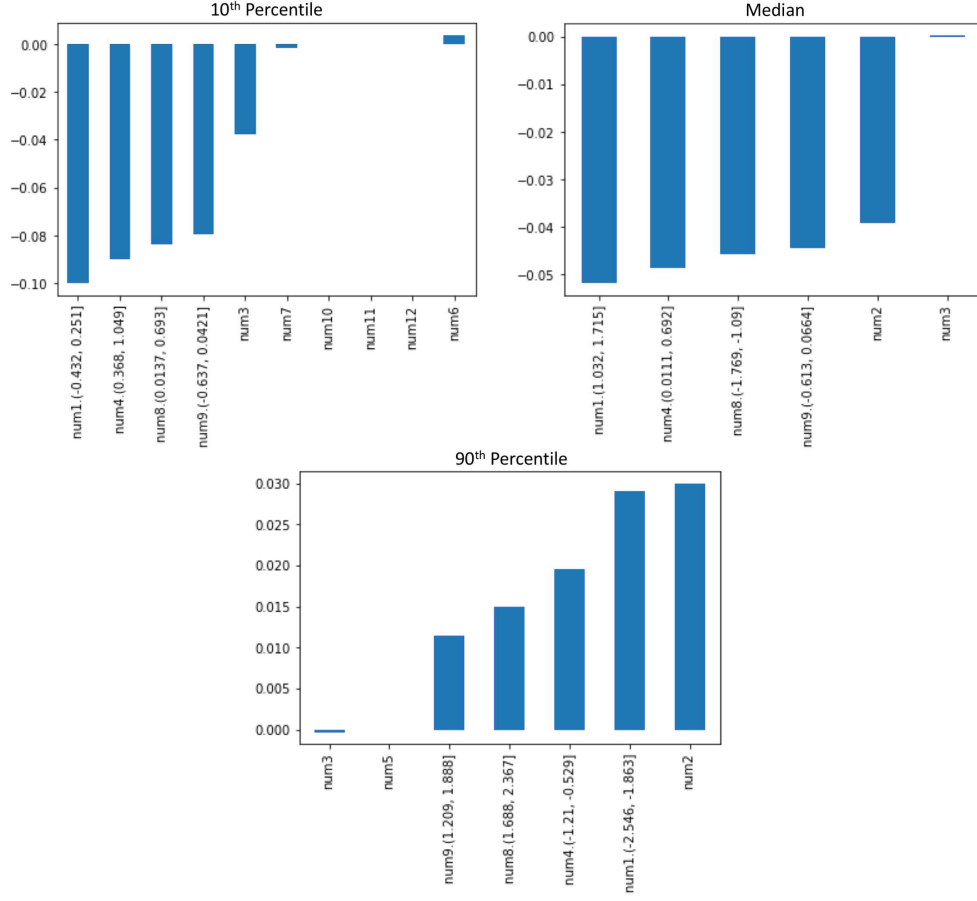 10th Percentile
0.00
−0.02
−0.04
−0.06
−0.08
−0.10
num1.(-0.432, 0.251]
num4.(0.368, 1.049]
num8.(0.0137, 0.693]
num9.(-0.637, 0.0421]
num3
num7
num10
num11
num12
num6
Median
0.00
−0.01
−0.02
−0.03
−0.04
−0.05
num1.(1.032, 1.715]
num4.(0.0111, 0.692]
num8.(-1.769, -1.09]
num9.(-0.613, 0.0664]
num2
num3
90th Percentile
0.030
0.025
0.020
0.015
0.010
0.005
0.000
num3
num5
num9.(1.209, 1.888]
num8.(1.688, 2.367]
num4.(-1.21, -0.529]
num1.(-2.546, -1.863]
num2